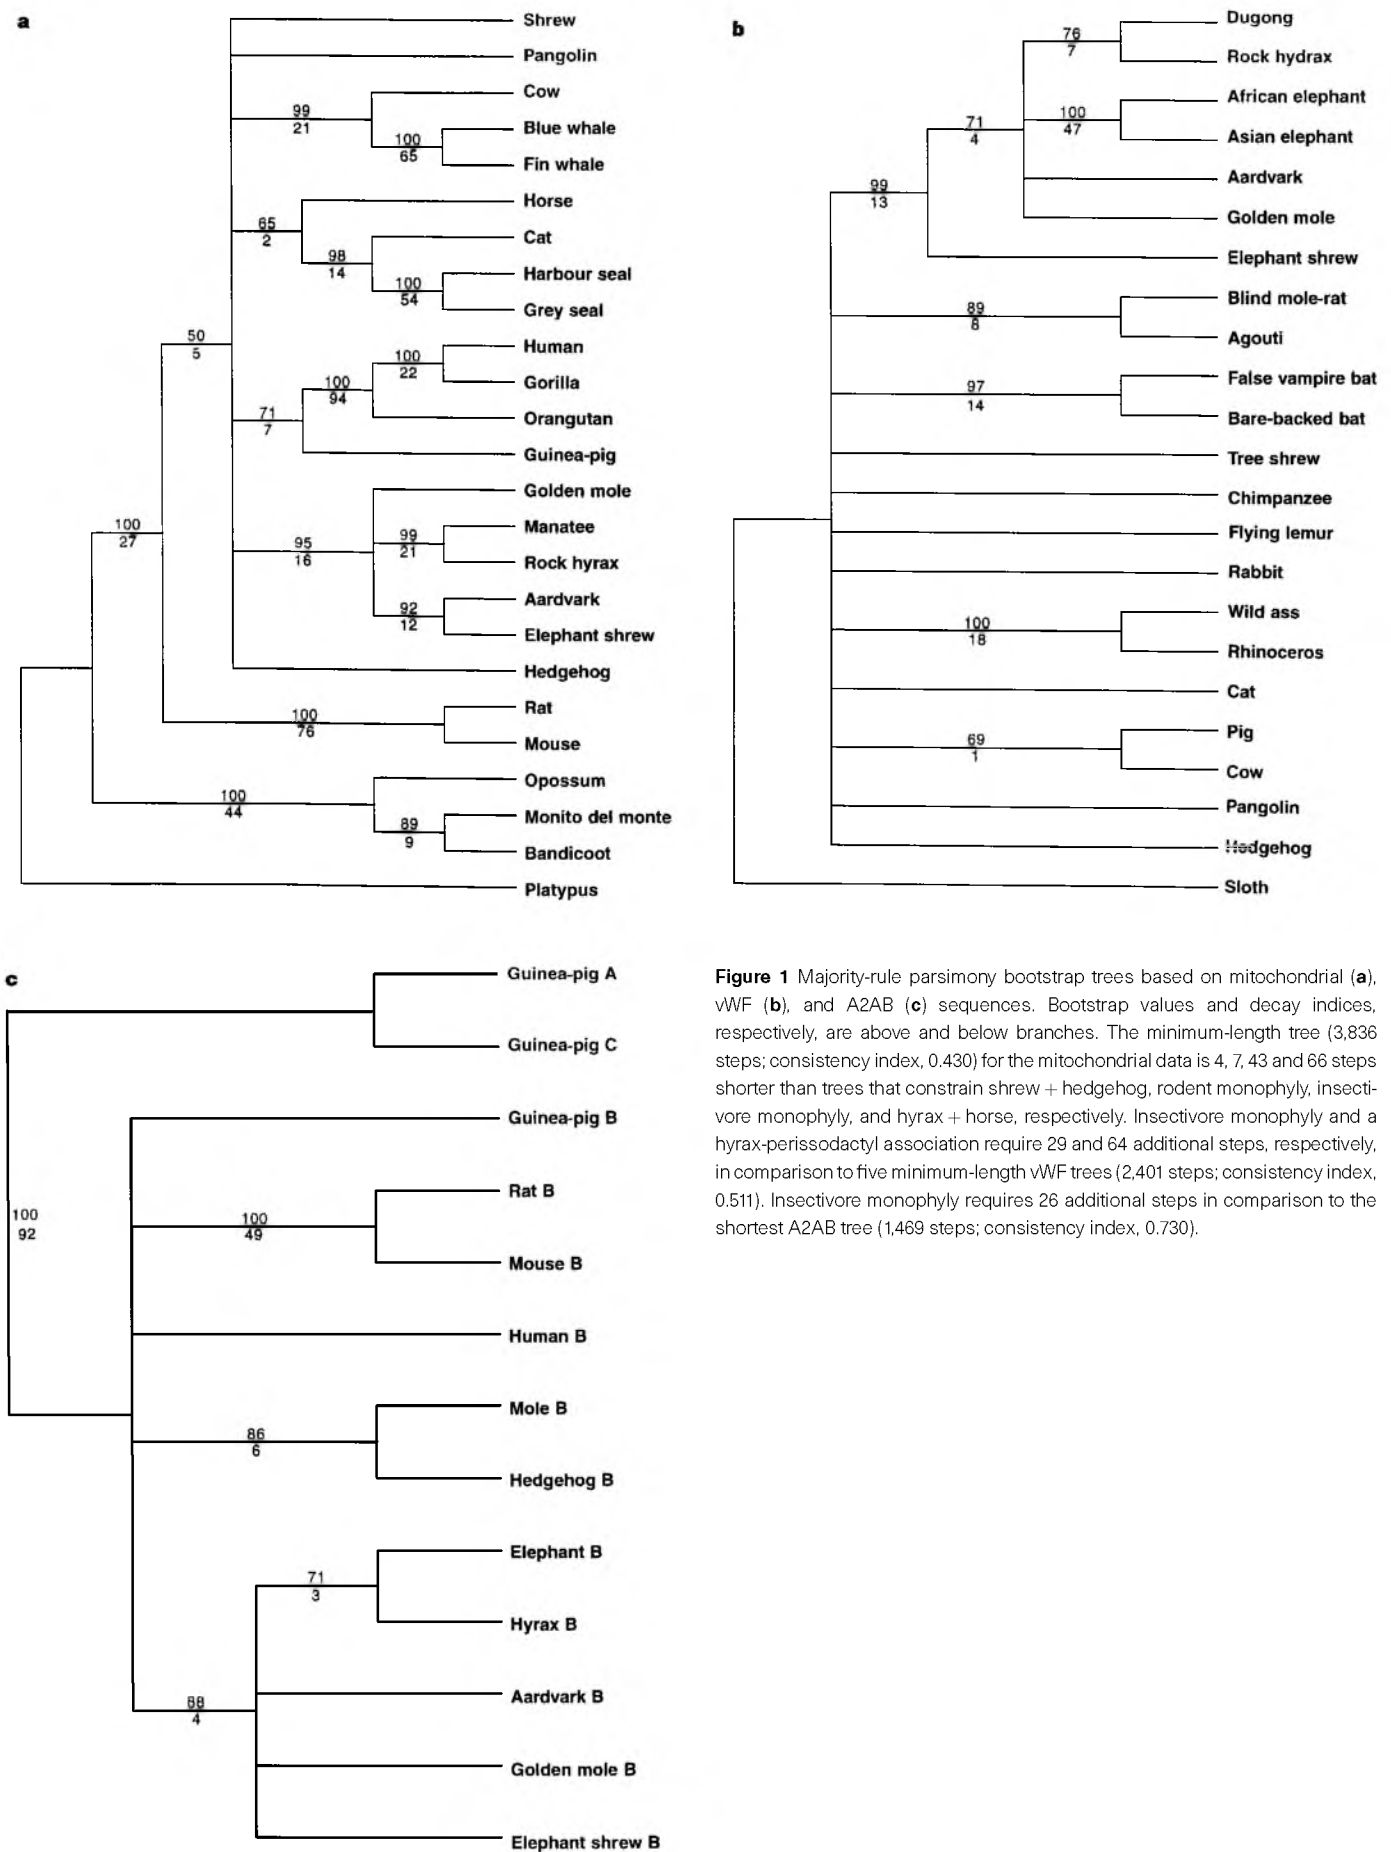 a
Shrew
Pangolin
Cow
99
21
Blue whale
100
65
Fin whale
Horse
65
2
Cat
98
14
Harbour seal
100
54
Grey seal
50
5
Human
100
22
Gorilla
100
94
Orangutan
71
7
Guinea-pig
Golden mole
100
27
Manatee
99
21
95
16
Rock hyrax
Aardvark
92
12
Elephant shrew
Hedgehog
Rat
100
76
Mouse
Opossum
100
44
Monito del monte
89
9
Bandicoot
Platypus
b
Dugong
76
7
Rock hydrax
African elephant
100
47
71
4
Asian elephant
Aardvark
99
13
Golden mole
Elephant shrew
Blind mole-rat
89
8
Agouti
False vampire bat
97
14
Bare-backed bat
Tree shrew
Chimpanzee
Flying lemur
Rabbit
Wild ass
100
18
Rhinoceros
Cat
Pig
69
1
Cow
Pangolin
Hedgehog
Sloth
c
Guinea-pig A
Guinea-pig C
Guinea-pig B
Rat B
100
92
100
49
Mouse B
Human B
Mole B
86
6
Hedgehog B
Elephant B
71
3
Hyrax B
Aardvark B
88
4
Golden mole B
Elephant shrew B
Figure 1 Majority-rule parsimony bootstrap trees based on mitochondrial (a),
vWF (b), and A2AB (c) sequences. Bootstrap values and decay indices,
respectively, are above and below branches. The minimum-length tree (3,836
steps; consistency index, 0.430) for the mitochondrial data is 4, 7, 43 and 66 steps
shorter than trees that constrain shrew + hedgehog, rodent monophyly, insecti-
vore monophyly, and hyrax + horse, respectively. Insectivore monophyly and a
hyrax-perissodactyl association require 29 and 64 additional steps, respectively,
in comparison to five minimum-length vWF trees (2,401 steps; consistency index,
0.511). Insectivore monophyly requires 26 additional steps in comparison to the
shortest A2AB tree (1,469 steps; consistency index, 0.730).